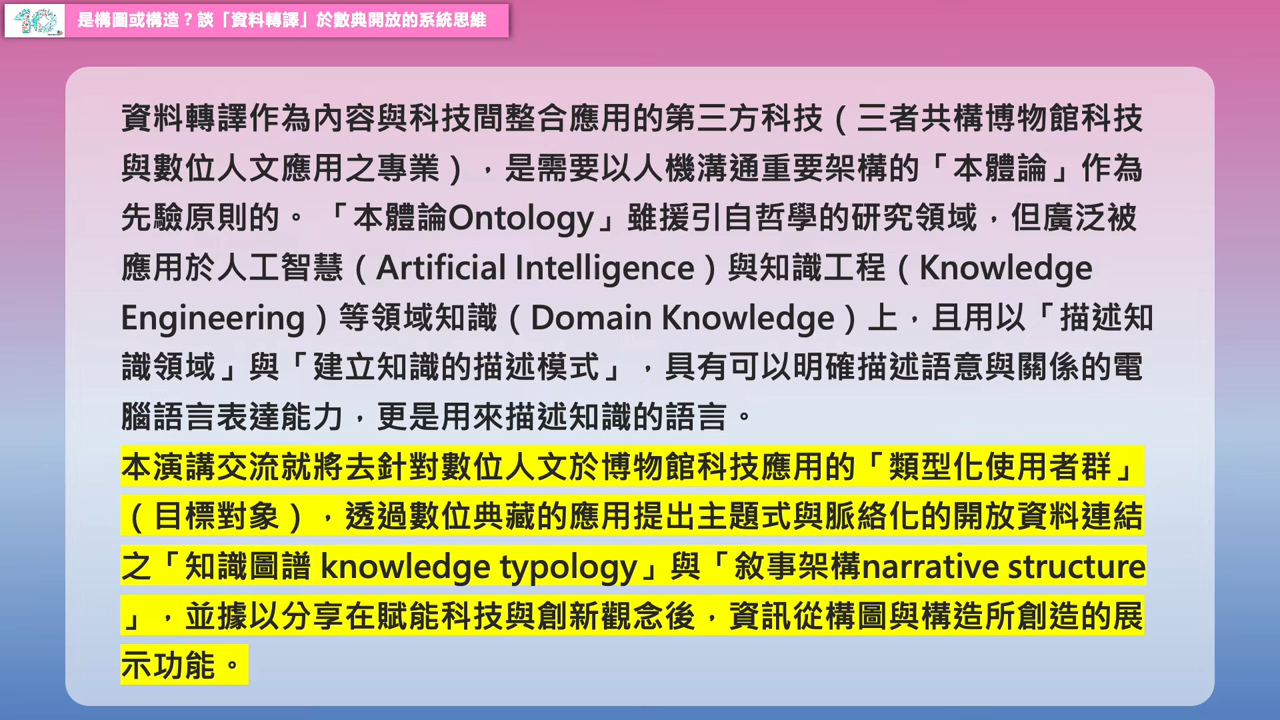 是構圖或構造？談「資料轉譯」於數典開放的系統思維
資料轉譯作為內容與科技間整合應用的第三方科技（三者共構博物館科技
與數位人文應用之專業），是需要以人機溝通重要架構的「本體論」作為
先驗原則的。「本體論Ontology」雖援引自哲學的研究領域，但廣泛被
應用於人工智慧（Artificial Intelligence）與知識工程（Knowledge
Engineering）等領域知識（Domain Knowledge）上，且用以「描述知
識領域」與「建立知識的描述模式」，具有可以明確描述語意與關係的電
腦語言表達能力，更是用來描述知識的語言。
本演講交流就將去針對數位人文於博物館科技應用的「類型化使用者群」
（目標對象），透過數位典藏的應用提出主題式與脈絡化的開放資料連結
之「知識圖譜 knowledge typology」與「敘事架構narrative structure
」，並據以分享在賦能科技與創新觀念後，資訊從構圖與構造所創造的展
示功能。